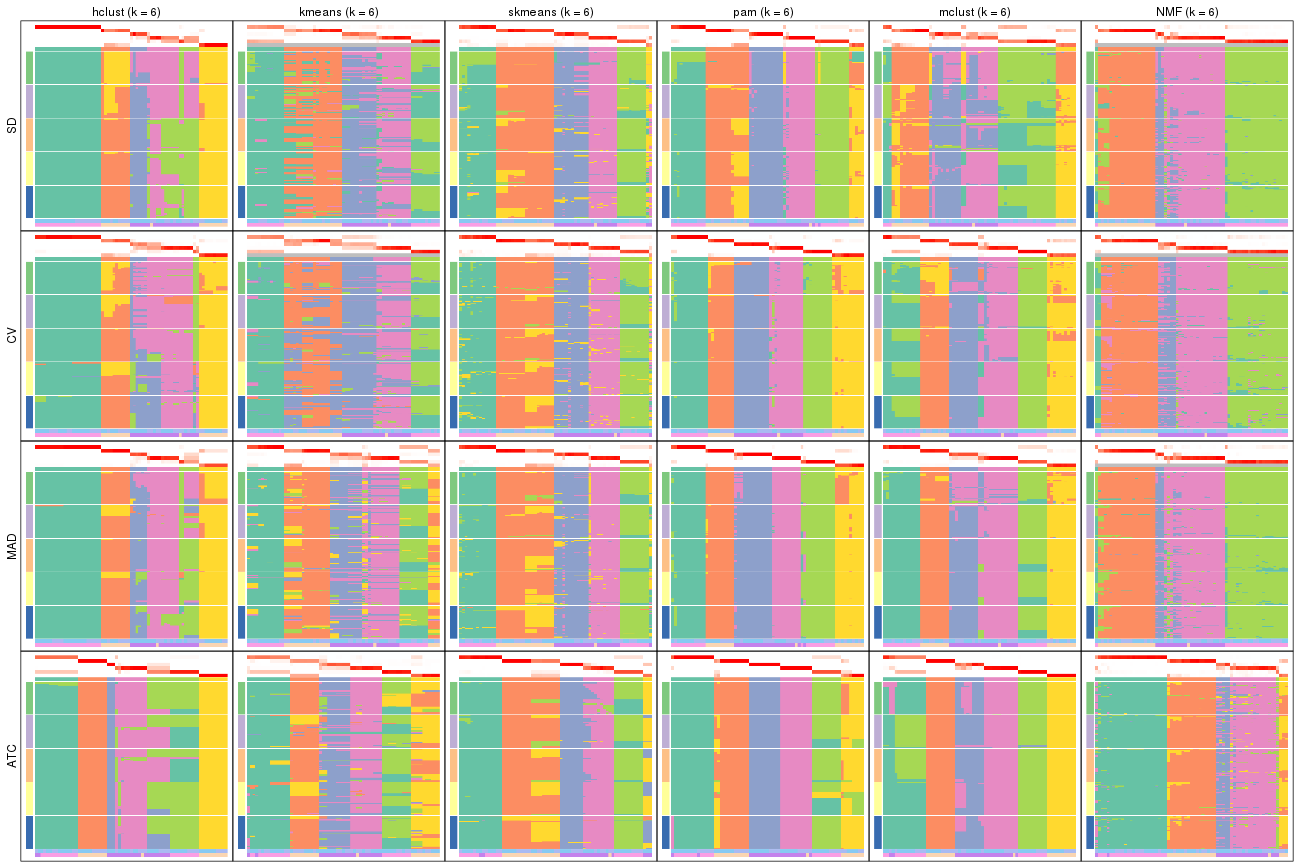 hclust (k = 6) kmeans (k = 6) skmeans (k = 6) pam (k = 6) mclust (k = 6) NMF (k = 6)
SD
CV
MAD
ATC